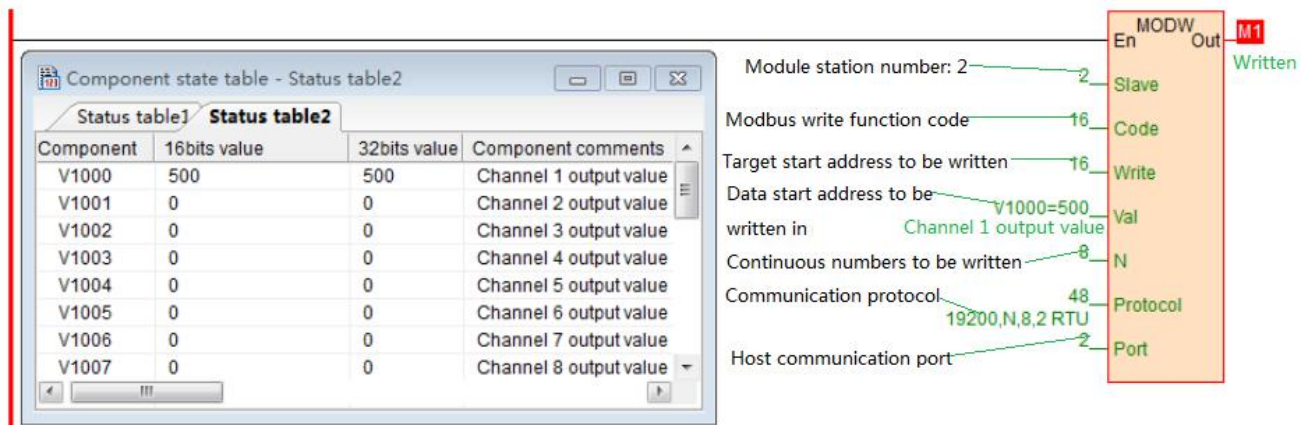 Component state table - Status table2
Status table1 Status table2
Component 16bits value 32bits value Component comments
V1000 500 500 Channel 1 output value
V1001 0 0 Channel 2 output value
V1002 0 0 Channel 3 output value
V1003 0 0 Channel 4 output value
V1004 0 0 Channel 5 output value
V1005 0 0 Channel 6 output value
V1006 0 0 Channel 7 output value
V1007 0 0 Channel 8 output value
MODW
En Out M1
Written
Module station number: 2 2 Slave
Modbus write function code 16 Code
Target start address to be written 16 Write
Data start address to be
written in
V1000=500 Val
Channel 1 output value
Continuous numbers to be written 8 N
Communication protocol 48 Protocol
19200,N,8,2 RTU
Host communication port 2 Port